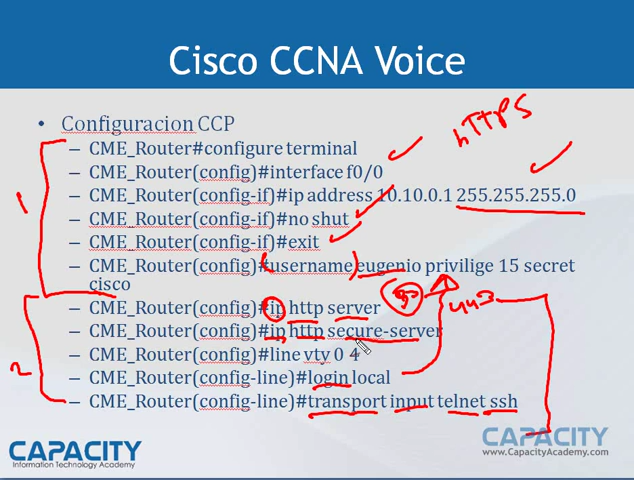 Cisco CCNA Voice
• Configuracion CCP
– CME_Router#configure terminal
– CME_Router(config)#interface f0/0
– CME_Router(config-if)#ip address 10.10.0.1 255.255.255.0
– CME_Router(config-if)#no shut
– CME_Router(config-if)#exit
– CME_Router(config)#username eugenio privilige 15 secret
cisco
– CME_Router(config)#ip http server
– CME_Router(config)#ip http secure-server
– CME_Router(config)#line vty 0 4
– CME_Router(config-line)#login local
– CME_Router(config-line)#transport input telnet ssh
https
1
2
80
443
CAPACITY
Information Technology Academy
CAPACITY
www.CapacityAcademy.com